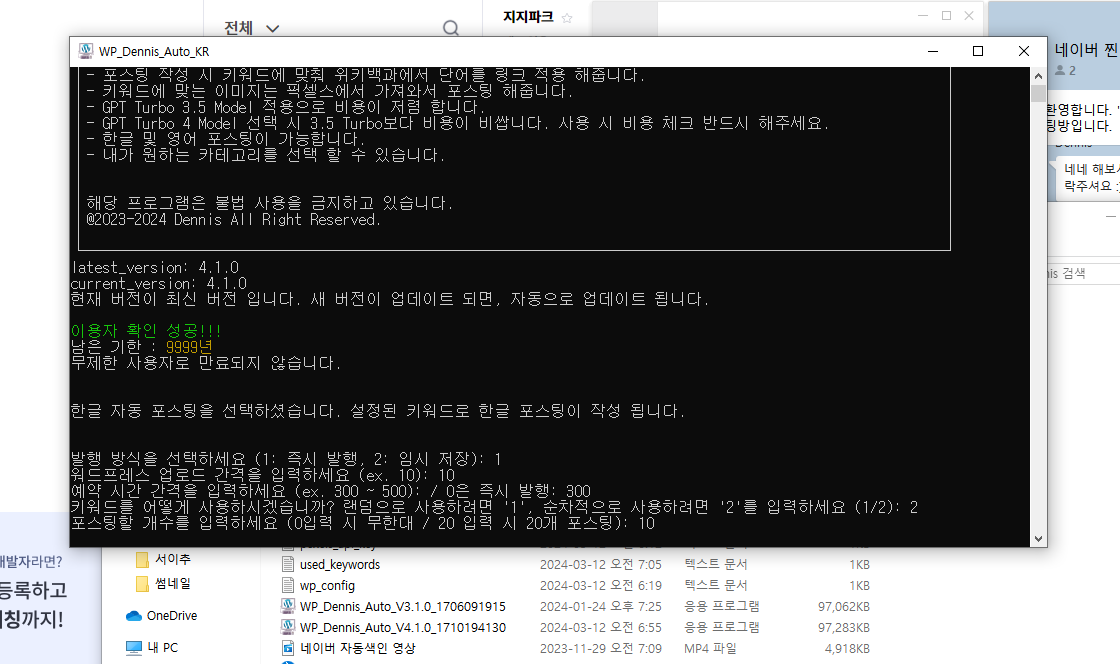 전체
지지파크
네이버 찐
2
WP_Dennis_Auto_KR
- 포스팅 작성 시 키워드에 맞춰 위키백과에서 단어를 링크 적용 해줍니다.
- 키워드에 맞는 이미지는 픽셀스에서 가져와서 포스팅 해줍니다.
- GPT Turbo 3.5 Model 적용으로 비용이 저렴 합니다.
- GPT Turbo 4 Model 선택 시 3.5 Turbo보다 비용이 비쌉니다. 사용 시 비용 체크 반드시 해주세요.
- 한글 및 영어 포스팅이 가능합니다.
- 내가 원하는 카테고리를 선택 할 수 있습니다.
해당 프로그램은 불법 사용을 금지하고 있습니다.
@2023-2024 Dennis All Right Reserved.
latest_version: 4.1.0
current_version: 4.1.0
현재 버전이 최신 버전 입니다. 새 버전이 업데이트 되면, 자동으로 업데이트 됩니다.
이용자 확인 성공!!!
남은 기한 : 9999년
무제한 사용자로 만료되지 않습니다.
한글 자동 포스팅을 선택하셨습니다. 설정된 키워드로 한글 포스팅이 작성 됩니다.
발행 방식을 선택하세요 (1: 즉시 발행, 2: 임시 저장): 1
워드프레스 업로드 간격을 입력하세요 (ex. 10): 10
예약 시간 간격을 입력하세요 (ex. 300 ~ 500): / 0은 즉시 발행: 300
키워드를 어떻게 사용하시겠습니까? 랜덤으로 사용하려면 '1', 순차적으로 사용하려면 '2'를 입력하세요 (1/2): 2
포스팅할 개수를 입력하세요 (0입력 시 무한대 / 20 입력 시 20개 포스팅): 10
환영합니다.
팅방입니다.
네네 해보시
락주셔요 :
is 검색
개발자라면?
등록하고
칭까지!
서이추
썸네일
OneDrive
내 PC
used_keywords 2024-03-12 오전 7:05 텍스트 문서 1KB
wp_config 2024-03-12 오전 6:19 텍스트 문서 1KB
WP_Dennis_Auto_V3.1.0_1706091915 2024-01-24 오후 7:25 응용 프로그램 97,062KB
WP_Dennis_Auto_V4.1.0_1710194130 2024-03-12 오전 6:55 응용 프로그램 97,283KB
네이버 자동색인 영상 2023-11-29 오전 7:09 MP4 파일 4,918KB